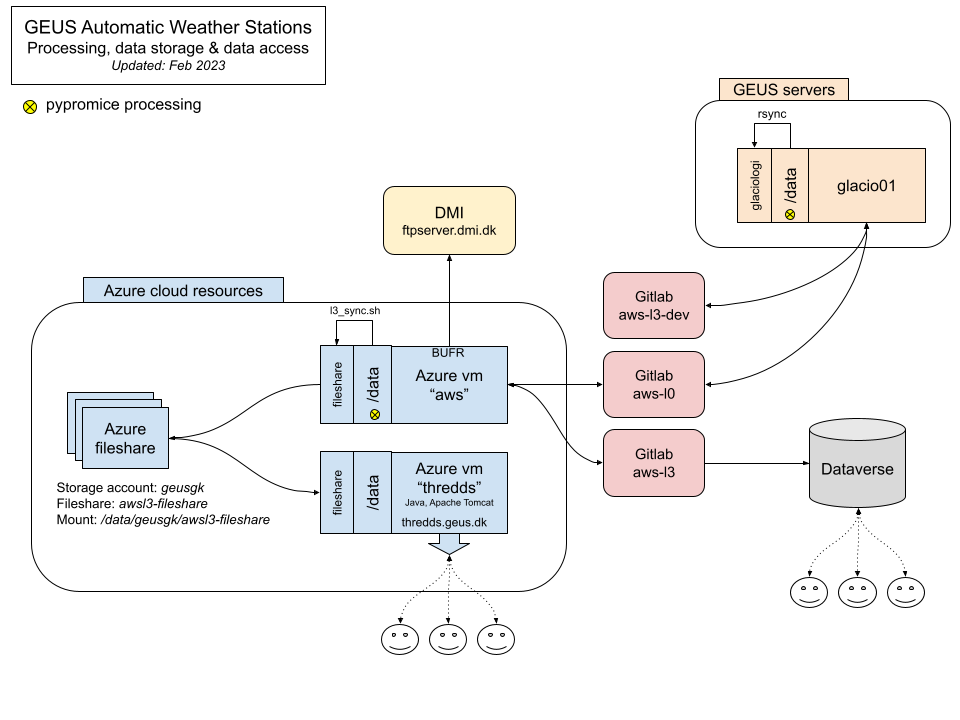 GEUS Automatic Weather Stations
Processing, data storage & data access
Updated: Feb 2023
pypromice processing
GEUS servers
rsync
glaciologi
/data
glacio01
DMI
ftpserver.dmi.dk
Azure cloud resources
l3_sync.sh
fileshare
/data
BUFR
Azure vm
“aws”
Gitlab
aws-l3-dev
Gitlab
aws-l0
Gitlab
aws-l3
Dataverse
Azure
fileshare
Storage account: geusgk
Fileshare: awsl3-fileshare
Mount: /data/geusgk/awsl3-fileshare
fileshare
/data
Azure vm
“thredds”
Java, Apache Tomcat
thredds.geus.dk